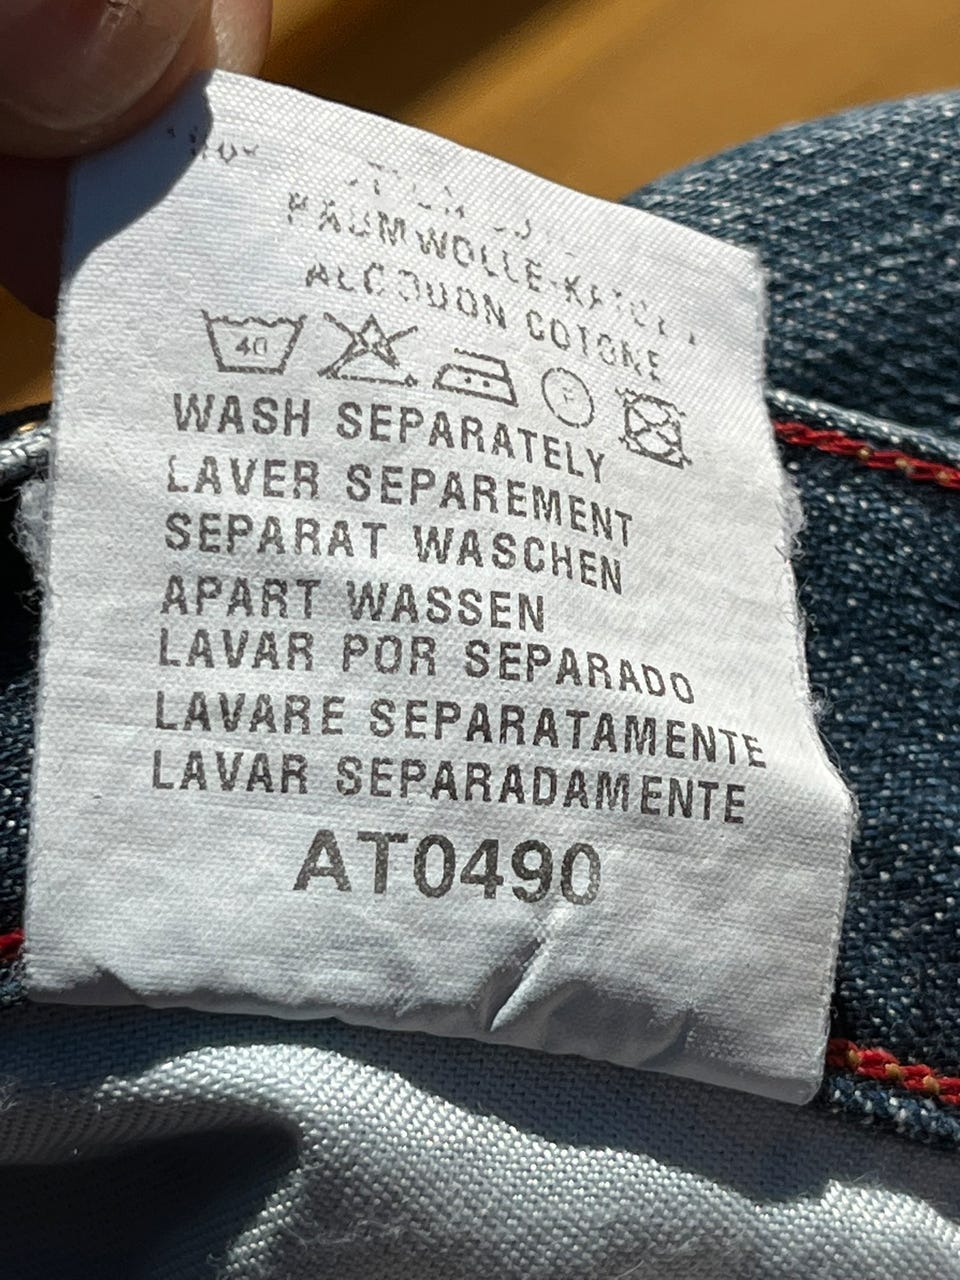 BAUMWOLLE-KATOEN
ALGODON COTONE
40 P
WASH SEPARATELY
LAVER SEPAREMENT
SEPARAT WASCHEN
APART WASSEN
LAVAR POR SEPARADO
LAVARE SEPARATAMENTE
LAVAR SEPARADAMENTE
AT0490